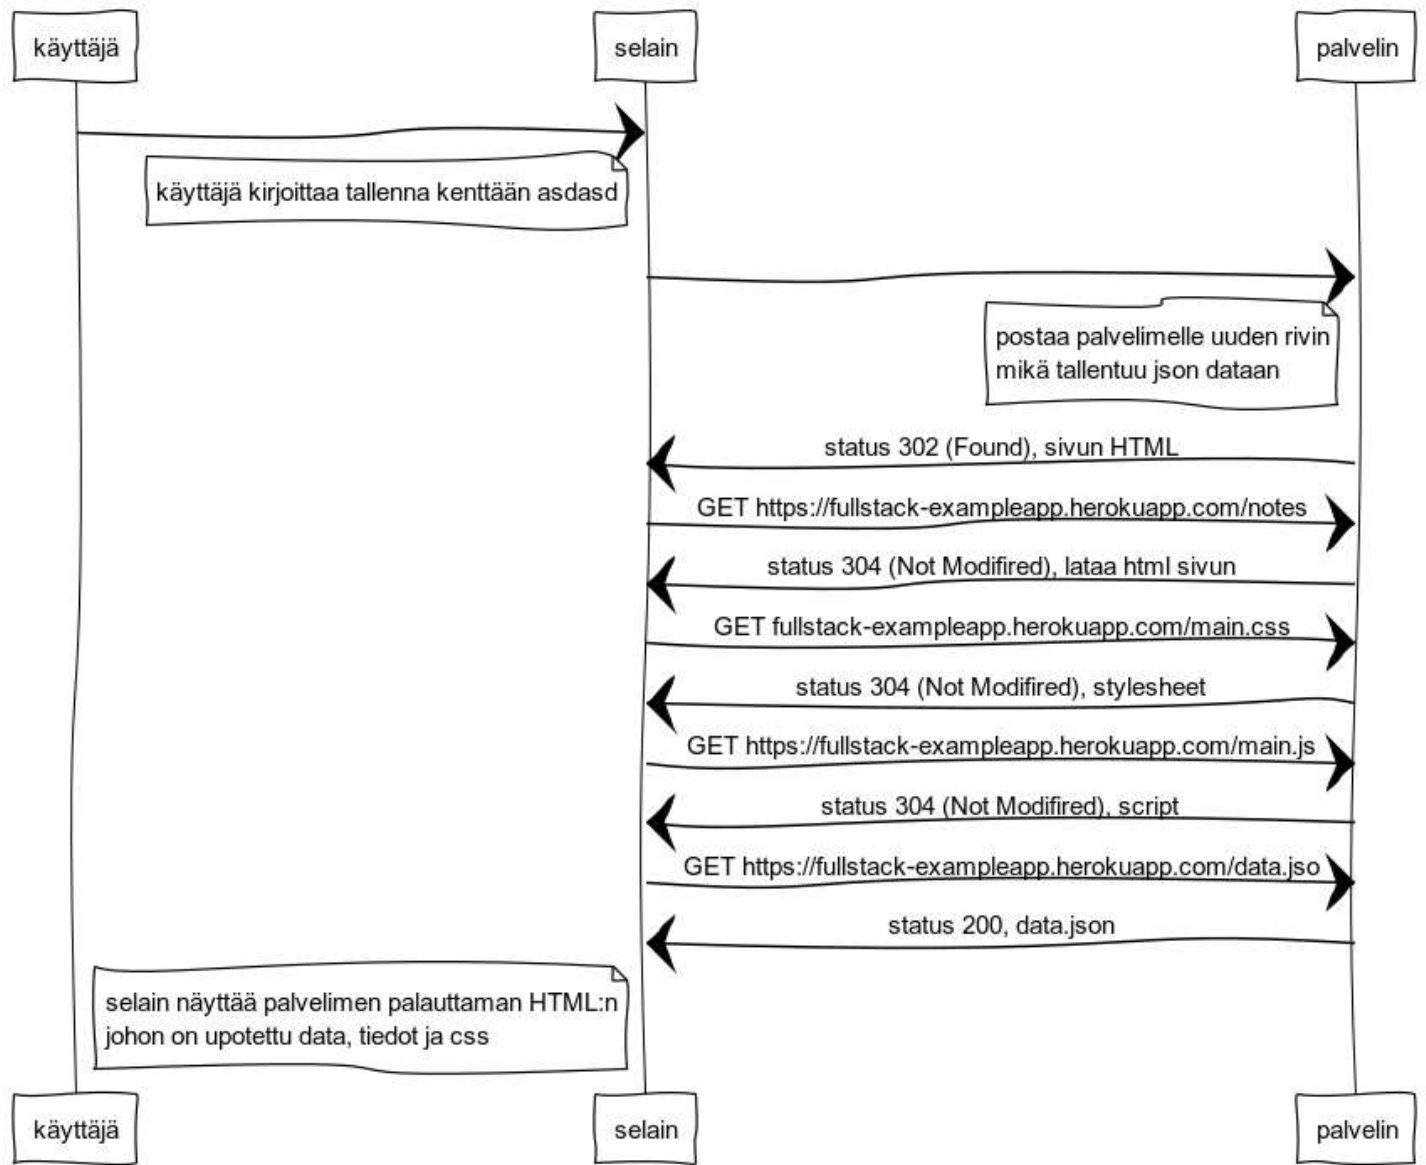 käyttäjä
selain
palvelin
käyttäjä kirjoittaa tallenna kenttään asdasd
postaa palvelimelle uuden rivin
mikä tallentuu json dataan
status 302 (Found), sivun HTML
GET https://fullstack-exampleapp.herokuapp.com/notes
status 304 (Not Modifired), lataa html sivun
GET fullstack-exampleapp.herokuapp.com/main.css
status 304 (Not Modifired), stylesheet
GET https://fullstack-exampleapp.herokuapp.com/main.js
status 304 (Not Modifired), script
GET https://fullstack-exampleapp.herokuapp.com/data.jso
status 200, data.json
selain näyttää palvelimen palauttaman HTML:n
johon on upotettu data, tiedot ja css
käyttäjä
selain
palvelin